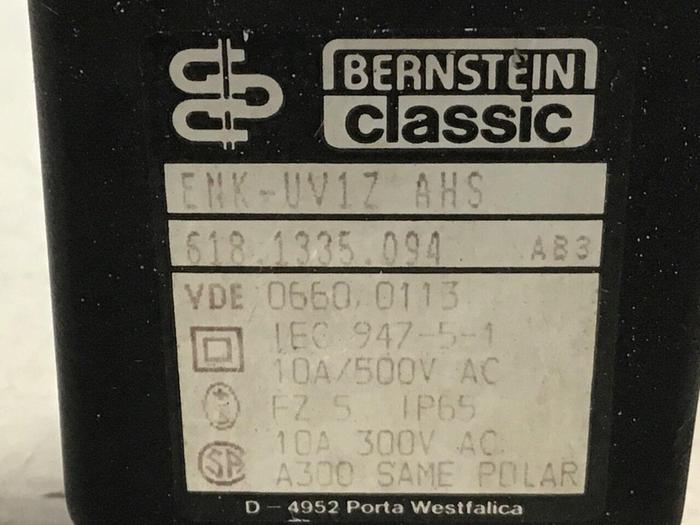 BERNSTEIN
classic
ENK-UV1Z AHS
618.1335.094 AB3
VDE 0660,0113
IEC 947-5-1
10A/500V AC
FZ 5 IP65
10A 300V AC
A300 SAME POLAR
D - 4952 Porta Westfalica